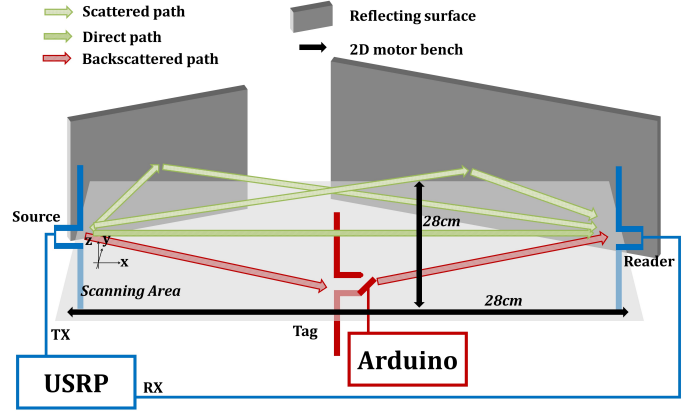 Scattered path
Direct path
Backscattered path
Reflecting surface
2D motor bench
Source
z
y
x
28cm
Reader
Scanning Area
28cm
TX
Tag
Arduino
USRP
RX